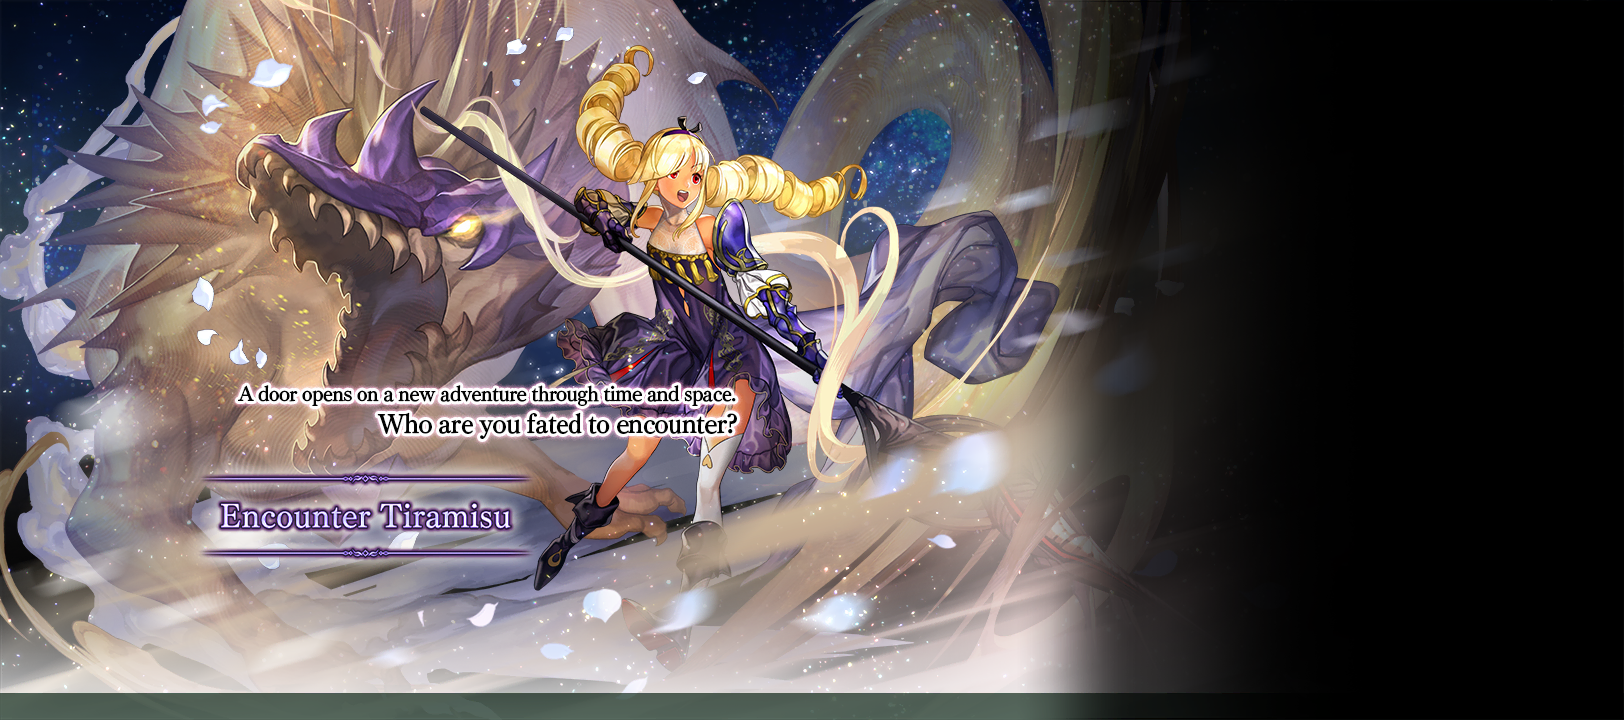 A door opens on a new adventure through time and space.
Who are you fated to encounter?
Encounter Tiramisu